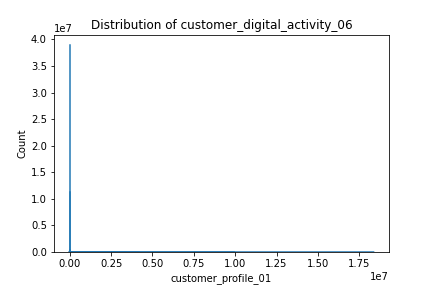 Distribution of customer_digital_activity_06
1e7
4.0
3.5
3.0
2.5
2.0
1.5
1.0
0.5
0.0
Count
0.00 0.25 0.50 0.75 1.00 1.25 1.50 1.75
1e7
customer_profile_01